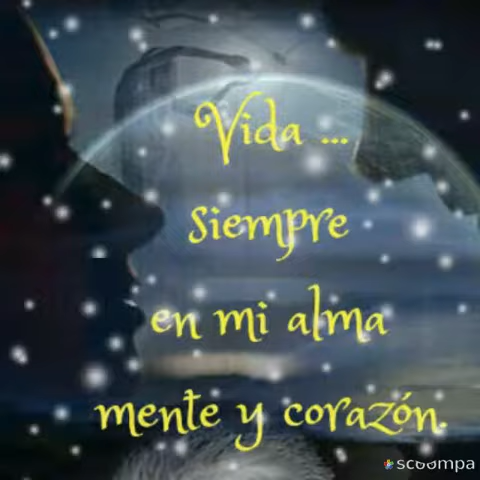 Vida ...
siempre
en mi alma
mente y corazón.
scoompa